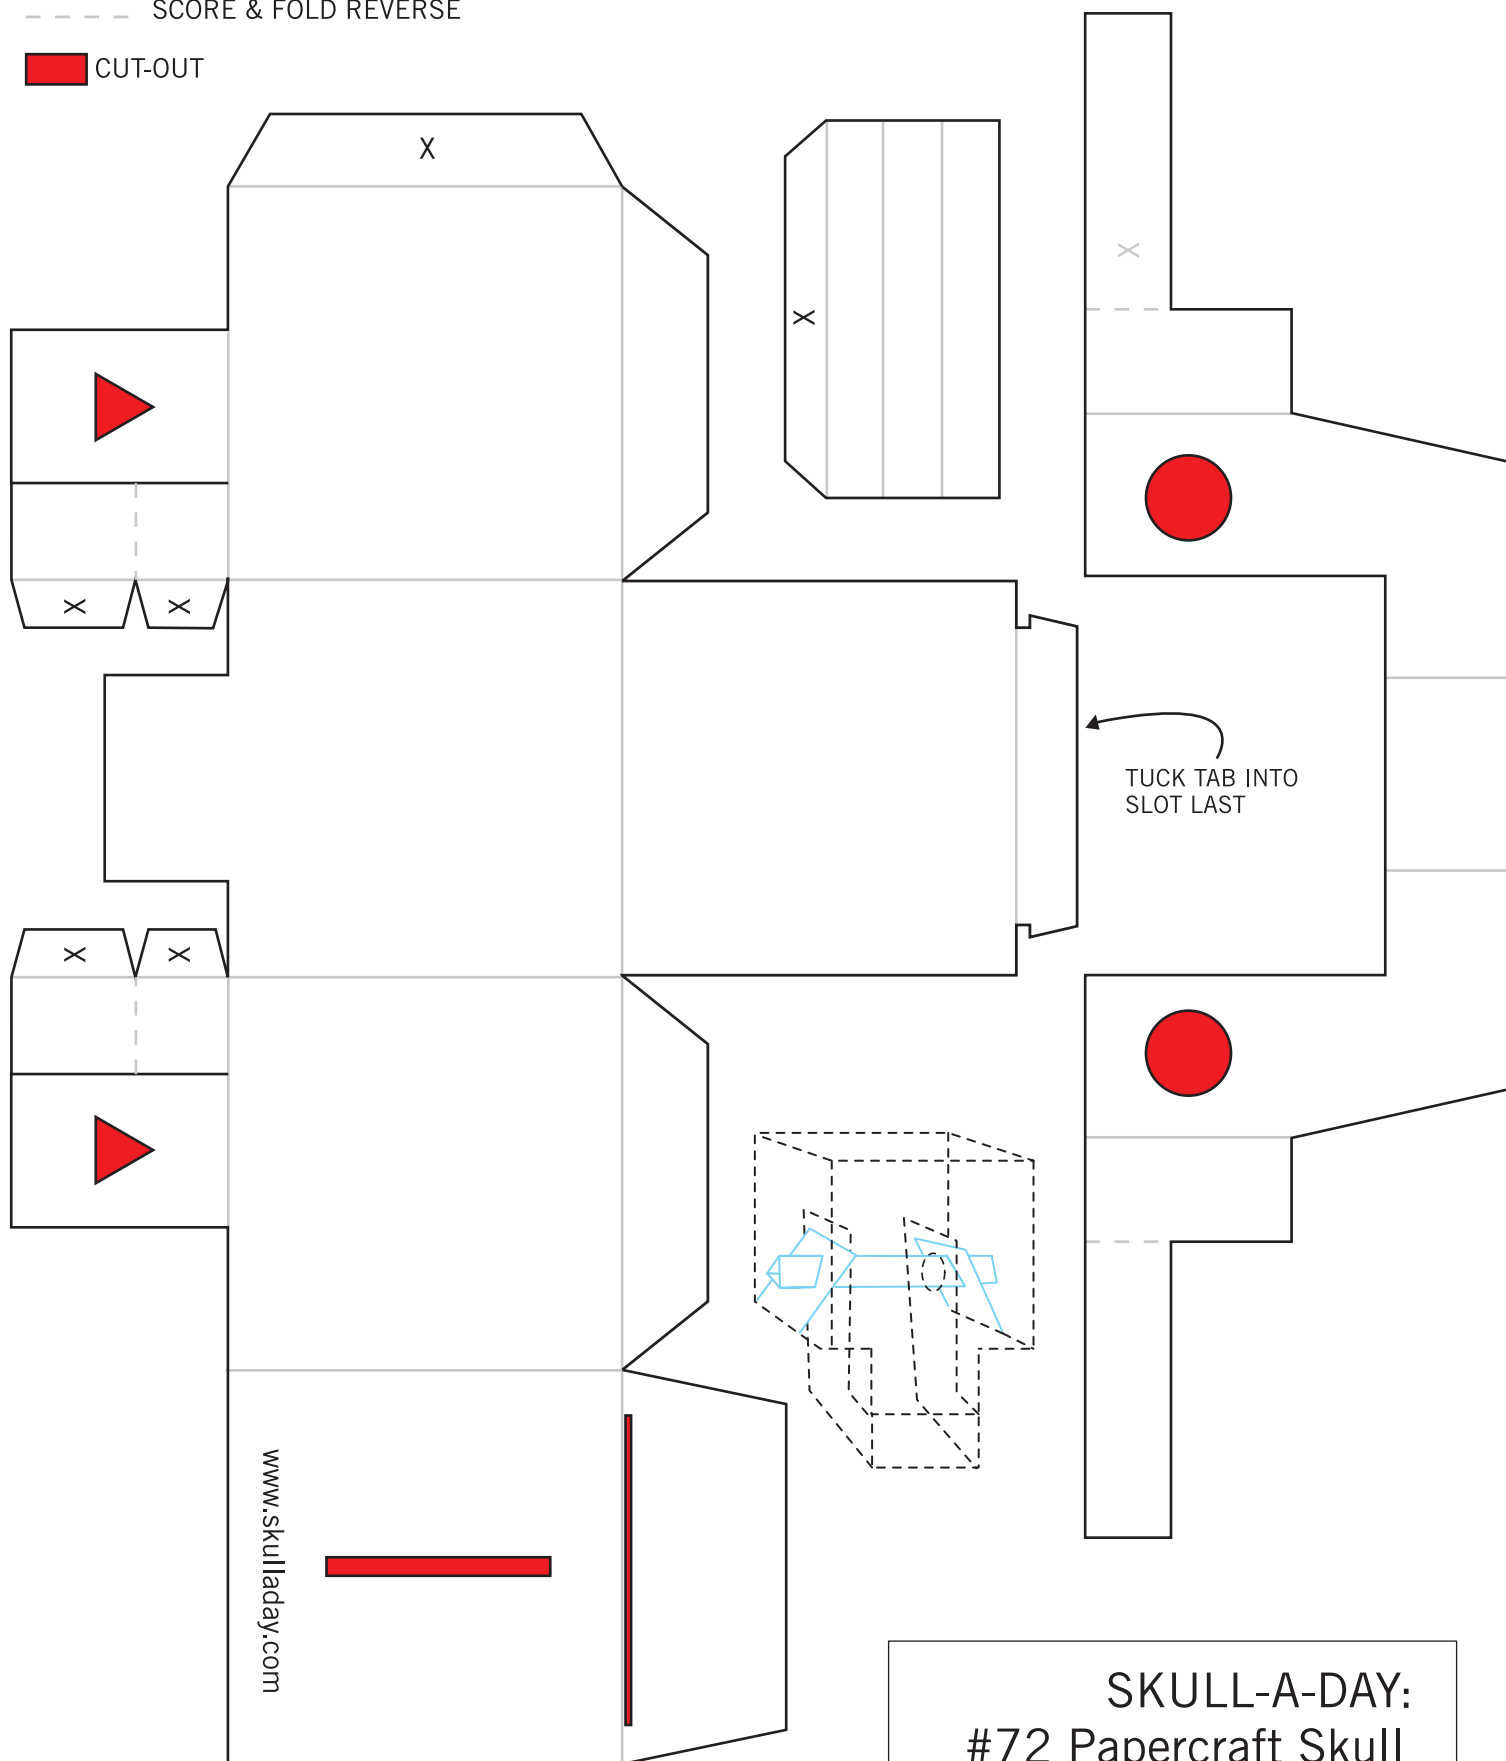 SCORE & FOLD REVERSE
CUT-OUT
X
X
X
X
X
TUCK TAB INTO
SLOT LAST
X
X
www.skulladay.com
SKULL-A-DAY:
#72 Papercraft Skull